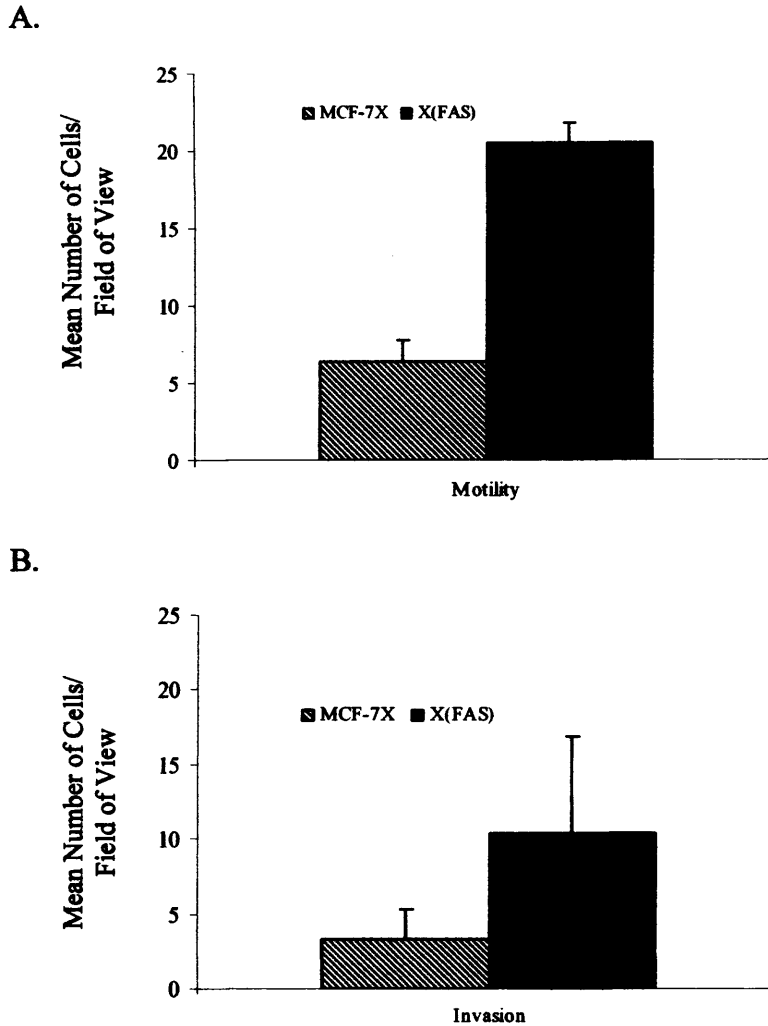 A.
Mean Number of Cells/
Field of View
25
20
15
10
5
0
MCF-7X X(FAS)
Motility
B.
Mean Number of Cells/
Field of View
25
20
15
10
5
0
MCF-7X X(FAS)
Invasion